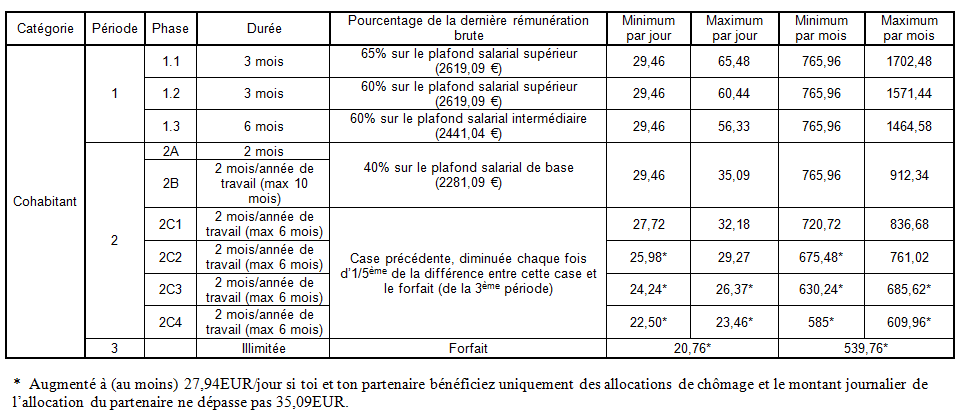 Catégorie Période Phase Durée Pourcentage de la dernière rémunération brute Minimum par jour Maximum par jour Minimum par mois Maximum par mois
Cohabitant
1
1.1 3 mois 65% sur le plafond salarial supérieur (2619,09 €) 29,46 65,48 765,96 1702,48
1.2 3 mois 60% sur le plafond salarial supérieur (2619,09 €) 29,46 60,44 765,96 1571,44
1.3 6 mois 60% sur le plafond salarial intermédiaire (2441,04 €) 29,46 56,33 765,96 1464,58
2
2A 2 mois
2B 2 mois/année de travail (max 10 mois)
40% sur le plafond salarial de base (2281,09 €) 29,46 35,09 765,96 912,34
2C1 2 mois/année de travail (max 6 mois) 27,72 32,18 720,72 836,68
2C2 2 mois/année de travail (max 6 mois) 25,98* 29,27 675,48* 761,02
Case précédente, diminuée chaque fois
d'1/5ème de la différence entre cette case et
le forfait (de la 3ème période)
2C3 2 mois/année de travail (max 6 mois) 24,24* 26,37* 630,24* 685,62*
2C4 2 mois/année de travail (max 6 mois) 22,50* 23,46* 585* 609,96*
3 Illimitée Forfait 20,76* 539,76*
* Augmenté à (au moins) 27,94EUR/jour si toi et ton partenaire bénéficiez uniquement des allocations de chômage et le montant journalier de
l'allocation du partenaire ne dépasse pas 35,09EUR.